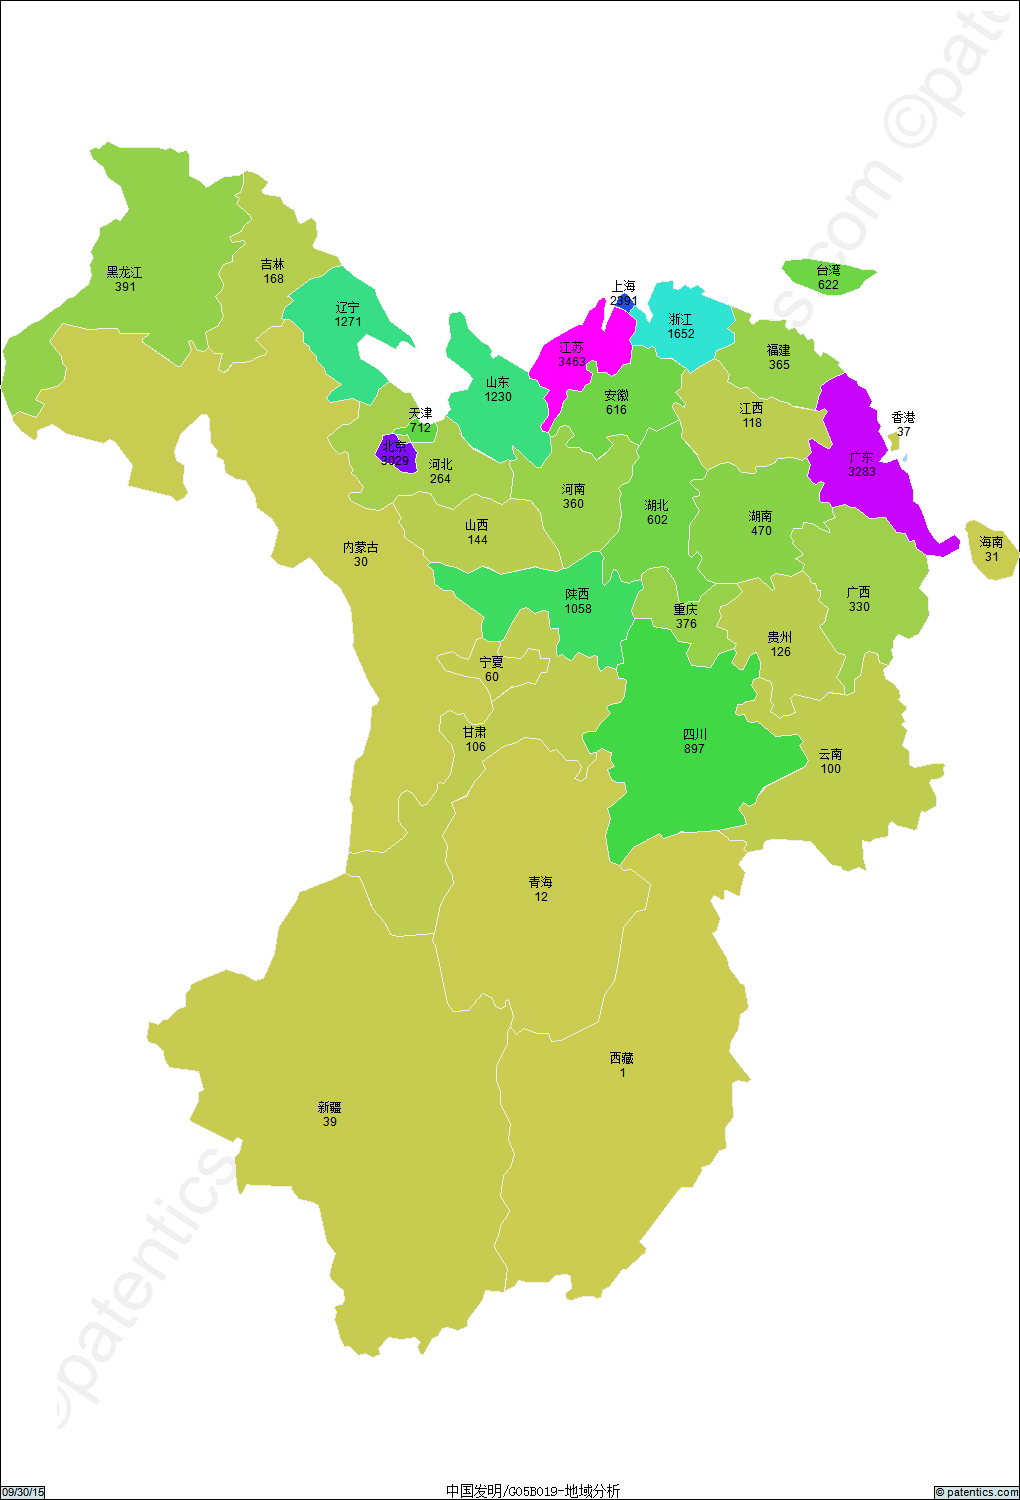 ©patentics.com ©patentics.com
黑龙江
391
吉林
168
辽宁
1271
上海
2391
浙江
1652
台湾
622
江苏
3463
福建
365
山东
1230
安徽
616
江西
118
天津
712
香港
37
北京
3029
河北
264
广东
3283
河南
360
湖北
602
湖南
470
山西
144
内蒙古
30
海南
31
陕西
1058
重庆
376
广西
330
贵州
126
宁夏
60
甘肃
106
四川
897
云南
100
青海
12
西藏
1
新疆
39
09/30/15
中国发明/G05B019-地域分析
© patentics.com